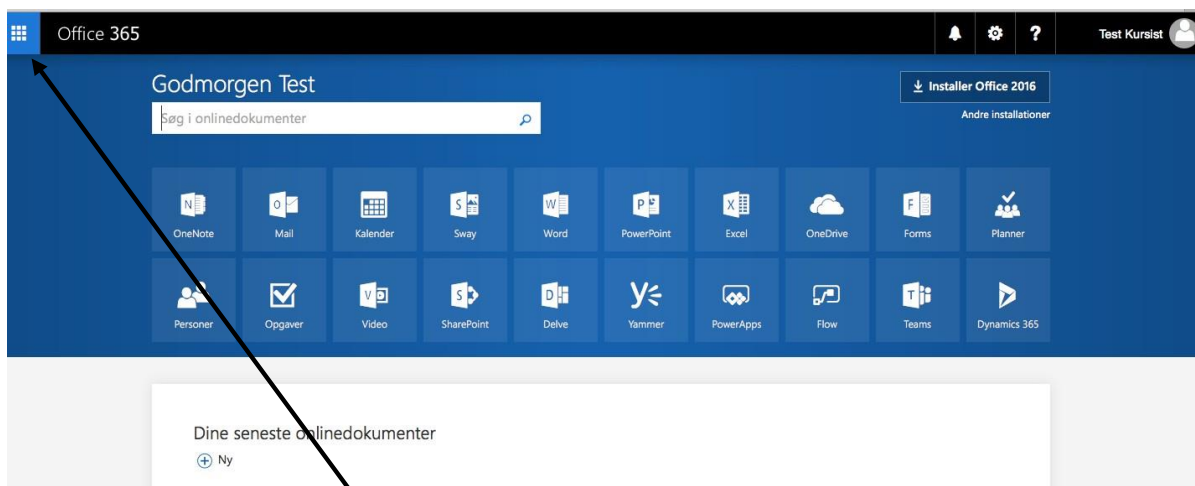 Office 365
?
Test Kursist
Godmorgen Test
Installer Office 2016
Søg i onlinedokumenter
Andre installationer
OneNote Mail Kalender Sway Word PowerPoint Excel OneDrive Forms Planner
Personer Opgaver Video SharePoint Delve Yammer PowerApps Flow Teams Dynamics 365
Dine seneste onlinedokumenter
Ny